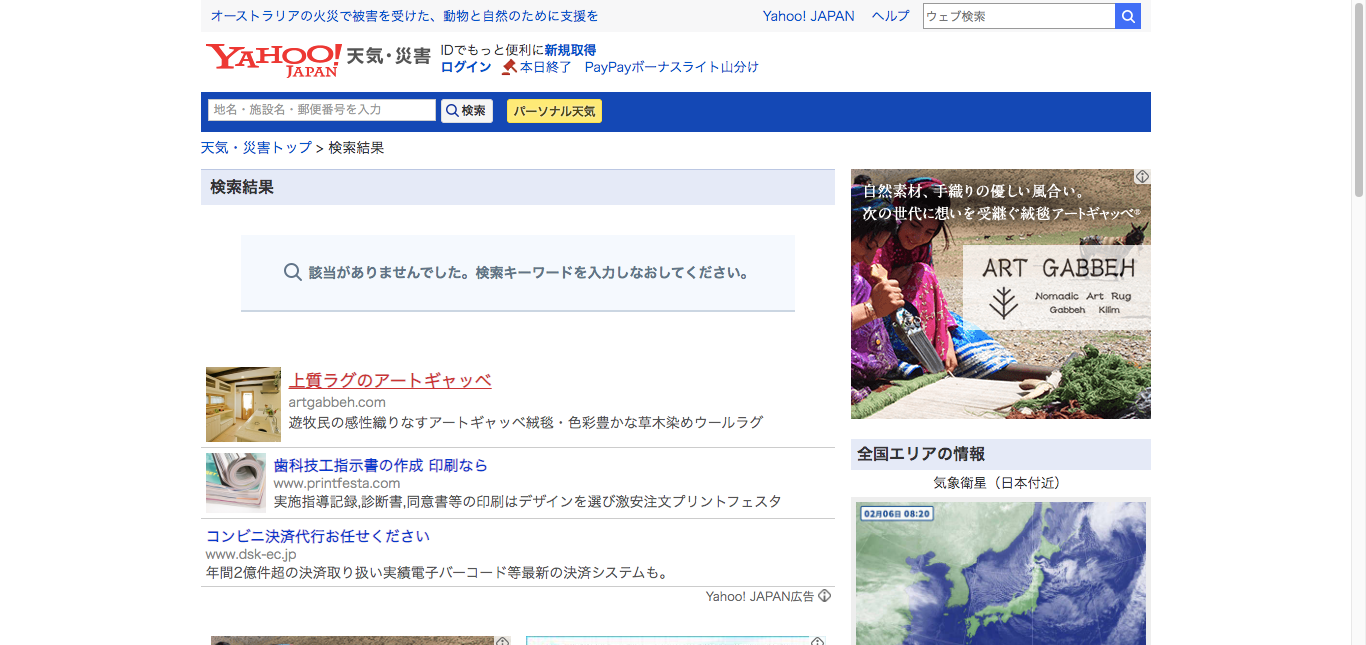 オーストラリアの火災で被害を受けた、動物と自然のために支援を
Yahoo! JAPAN ヘルプ ウェブ検索
YAHOO! JAPAN 天気・災害
IDでもっと便利に新規取得
ログイン 本日終了 PayPayボーナスライト山分け
地名・施設名・郵便番号を入力 検索 パーソナル天気
天気・災害トップ > 検索結果
検索結果
該当がありませんでした。検索キーワードを入力しなおしてください。
上質ラグのアートギャッベ
artgabbeh.com
遊牧民の感性織りなすアートギャッベ絨毯・色彩豊かな草木染めウールラグ
歯科技工指示書の作成 印刷なら
www.printfesta.com
実施指導記録,診断書,同意書等の印刷はデザインを選び激安注文プリントフェスタ
コンビニ決済代行お任せください
www.dsk-ec.jp
年間2億件超の決済取り扱い実績電子バーコード等最新の決済システムも。
Yahoo! JAPAN広告
自然素材、手織りの優しい風合い。
次の世代に想いを受継ぐ絨毯アートギャッベ®
ART GABBEH
Nomadic Art Rug
Gabbeh Kilim
全国エリアの情報
気象衛星（日本付近）
02月06日 08:20